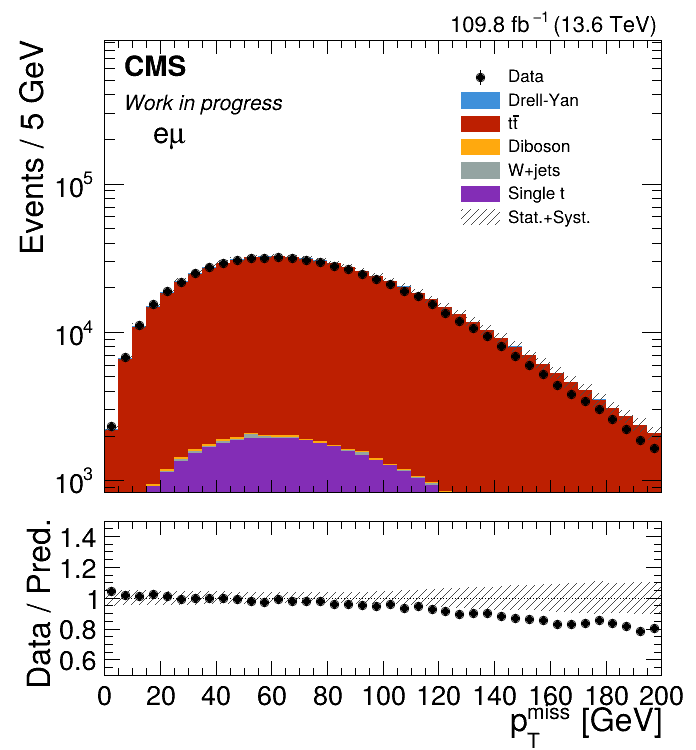 109.8 fb⁻¹ (13.6 TeV)
CMS
Work in progress
eμ
Data
Drell-Yan
tt̄
Diboson
W+jets
Single t
Stat.+Syst.
Events / 5 GeV
10⁵
10⁴
10³
Data / Pred.
1.4
1.2
1
0.8
0.6
0 20 40 60 80 100 120 140 160 180 200
p_T^miss [GeV]